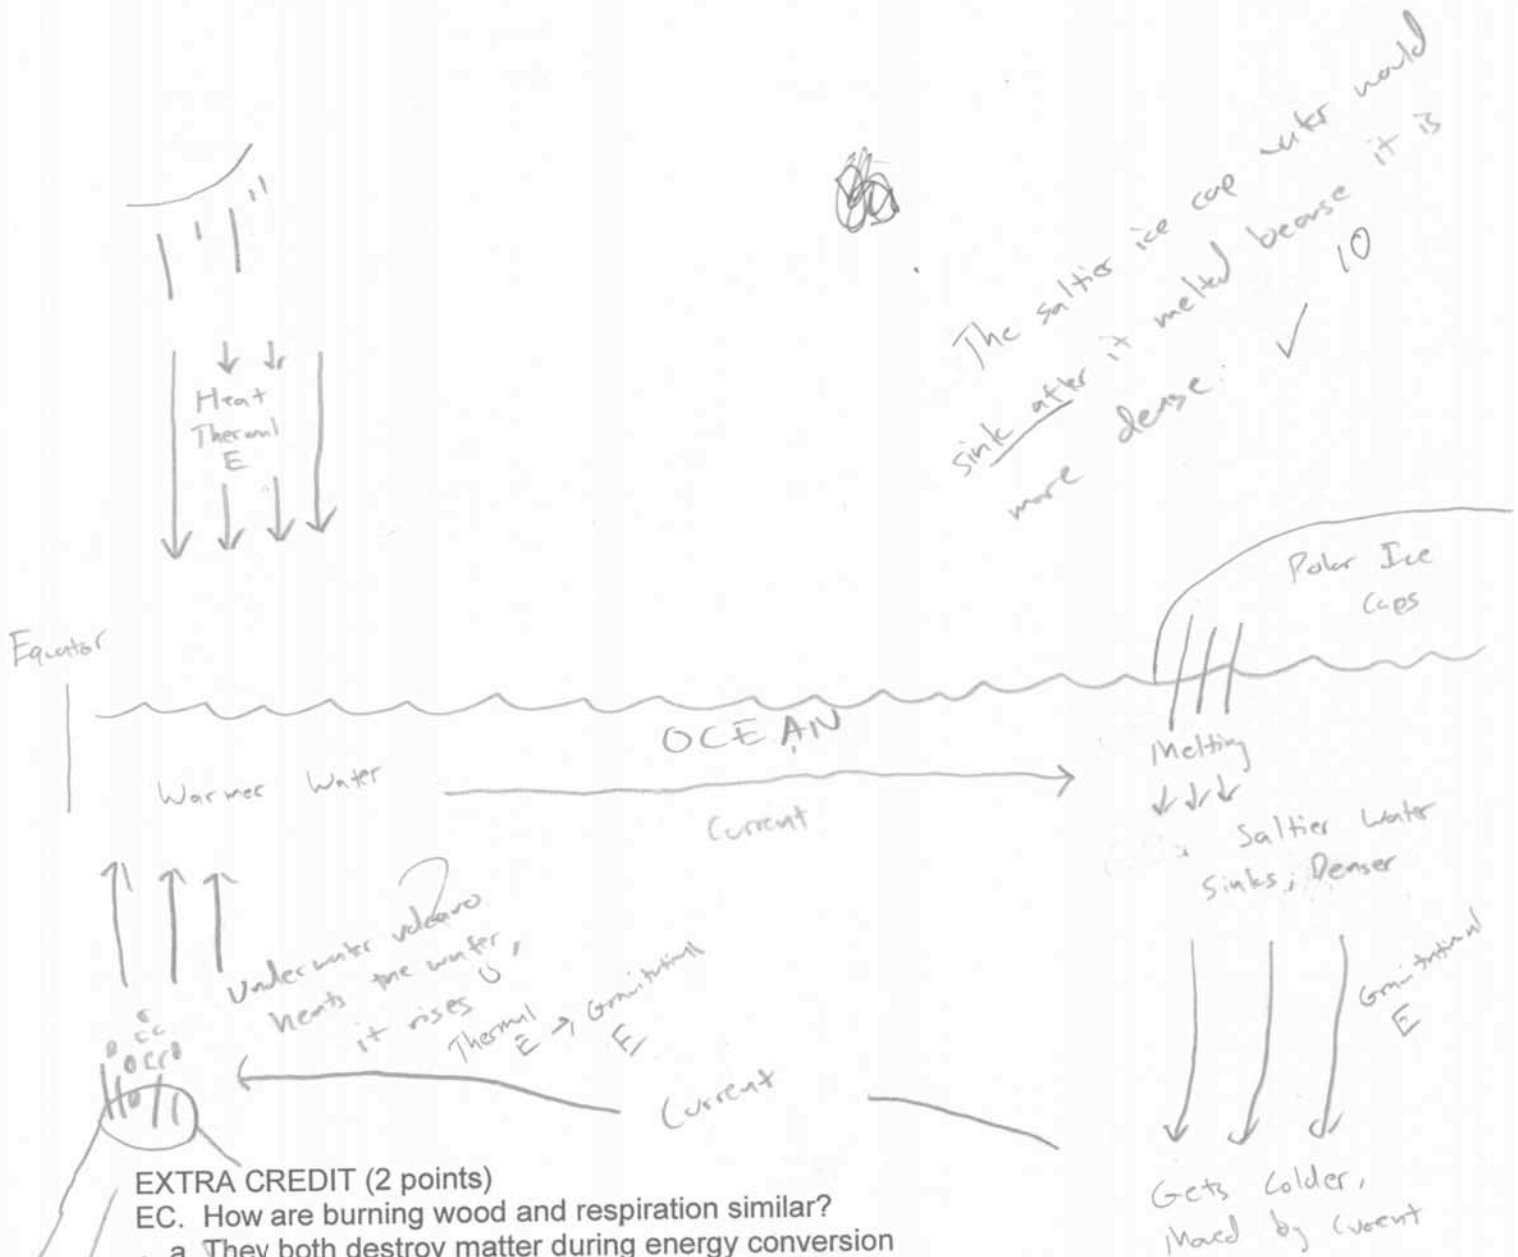 The saltier ice cap water would
sink after it melted because it is
more dense. ✓ 10
Heat
Thermal
E
Polar Ice
Caps
Equator
OCEAN
Warmer Water
Current
Melting
Saltier Water
Sinks, Denser
?
Underwater volcano
heats the water,
it rises
Thermal
E → Gravitational
E
Gravitational
E
Current
Gets Colder,
by Current
EXTRA CREDIT (2 points)
EC. How are burning wood and respiration similar?
a. They both destroy matter during energy conversion